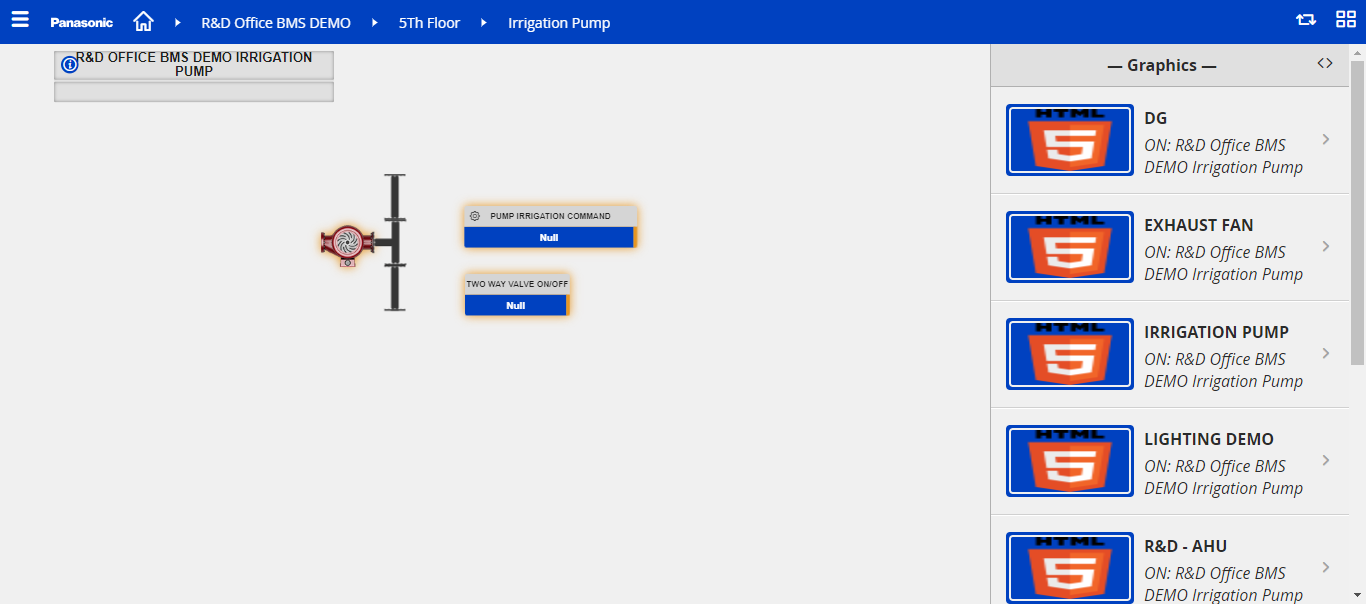 Panasonic
R&D Office BMS DEMO
5Th Floor
Irrigation Pump
R&D OFFICE BMS DEMO IRRIGATION
PUMP
PUMP IRRIGATION COMMAND
Null
TWO WAY VALVE ON/OFF
Null
— Graphics —
HTML
5
DG
ON: R&D Office BMS
DEMO Irrigation Pump
HTML
5
EXHAUST FAN
ON: R&D Office BMS
DEMO Irrigation Pump
HTML
5
IRRIGATION PUMP
ON: R&D Office BMS
DEMO Irrigation Pump
HTML
5
LIGHTING DEMO
ON: R&D Office BMS
DEMO Irrigation Pump
HTML
5
R&D - AHU
ON: R&D Office BMS
DEMO Irrigation Pump